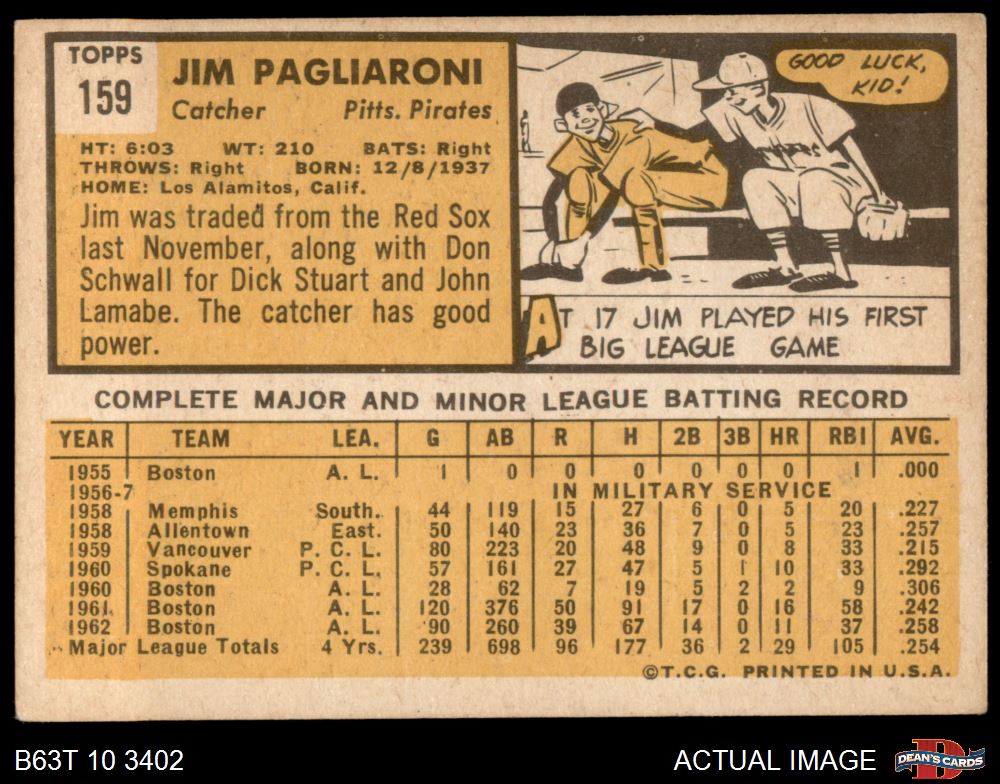 TOPPS
159
JIM PAGLIARONI
Catcher Pitts. Pirates
HT: 6:03 WT: 210 BATS: Right
THROWS: Right BORN: 12/8/1937
HOME: Los Alamitos, Calif.
Jim was traded from the Red Sox
last November, along with Don
Schwall for Dick Stuart and John
Lamabe. The catcher has good
power.
GOOD LUCK,
KID!
AT 17 JIM PLAYED HIS FIRST
BIG LEAGUE GAME
COMPLETE MAJOR AND MINOR LEAGUE BATTING RECORD
YEAR TEAM LEA. G AB R H 2B 3B HR RBI AVG.
1955 Boston A. L. 1 0 0 0 0 0 0 1 .000
1956-7 IN MILITARY SERVICE
1958 Memphis South. 44 119 15 27 6 0 5 20 .227
1958 Allentown East. 50 140 23 36 7 0 5 23 .257
1959 Vancouver P. C. L. 80 223 20 48 9 0 8 33 .215
1960 Spokane P. C. L. 57 161 27 47 5 1 10 33 .292
1960 Boston A. L. 28 62 7 19 5 2 2 9 .306
1961 Boston A. L. 120 376 50 91 17 0 16 58 .242
1962 Boston A. L. 90 260 39 67 14 0 11 37 .258
Major League Totals 4 Yrs. 239 698 96 177 36 2 29 105 .254
©T.C.G. PRINTED IN U.S.A.
B63T 10 3402
ACTUAL IMAGE
D
DEAN'S CARDS